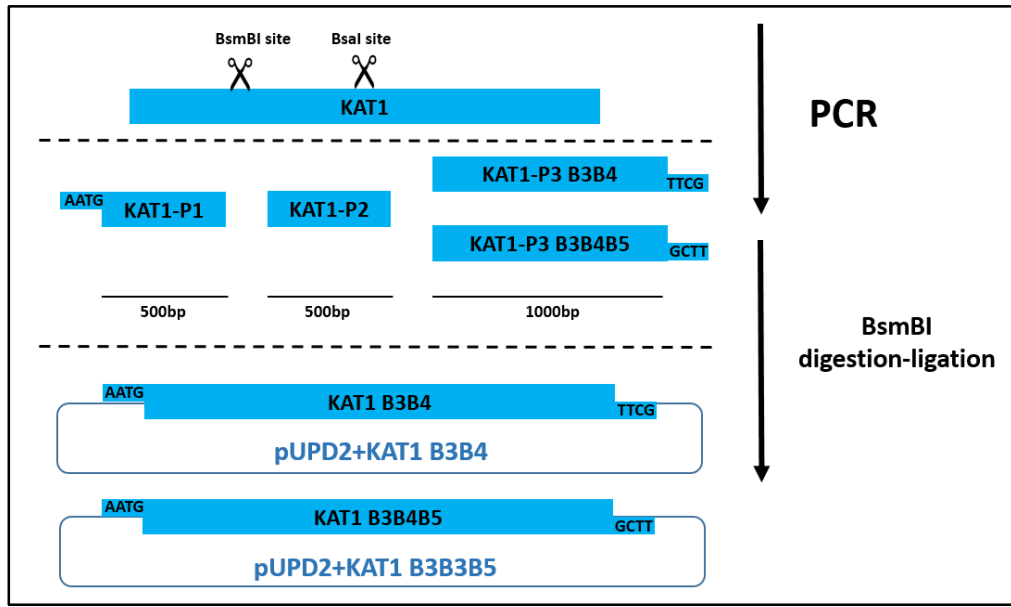 BsmBI site
BsaI site
KAT1
PCR
KAT1-P3 B3B4
TTCG
AATG
KAT1-P1
KAT1-P2
KAT1-P3 B3B4B5
GCTT
500bp
500bp
1000bp
BsmBI
digestion-ligation
AATG
KAT1 B3B4
TTCG
pUPD2+KAT1 B3B4
AATG
KAT1 B3B4B5
GCTT
pUPD2+KAT1 B3B3B5